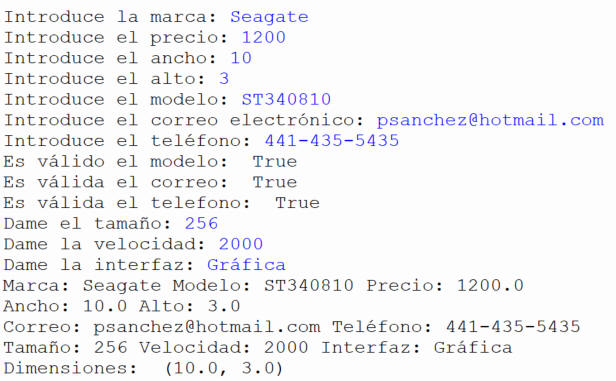 Introduce la marca: Seagate
Introduce el precio: 1200
Introduce el ancho: 10
Introduce el alto: 3
Introduce el modelo: ST340810
Introduce el correo electrónico: psanchez@hotmail.com
Introduce el teléfono: 441-435-5435
Es válido el modelo:  True
Es válida el correo:  True
Es válida el telefono:  True
Dame el tamaño: 256
Dame la velocidad: 2000
Dame la interfaz: Gráfica
Marca: Seagate Modelo: ST340810 Precio: 1200.0
Ancho: 10.0 Alto: 3.0
Correo: psanchez@hotmail.com Teléfono: 441-435-5435
Tamaño: 256 Velocidad: 2000 Interfaz: Gráfica
Dimensiones:  (10.0, 3.0)